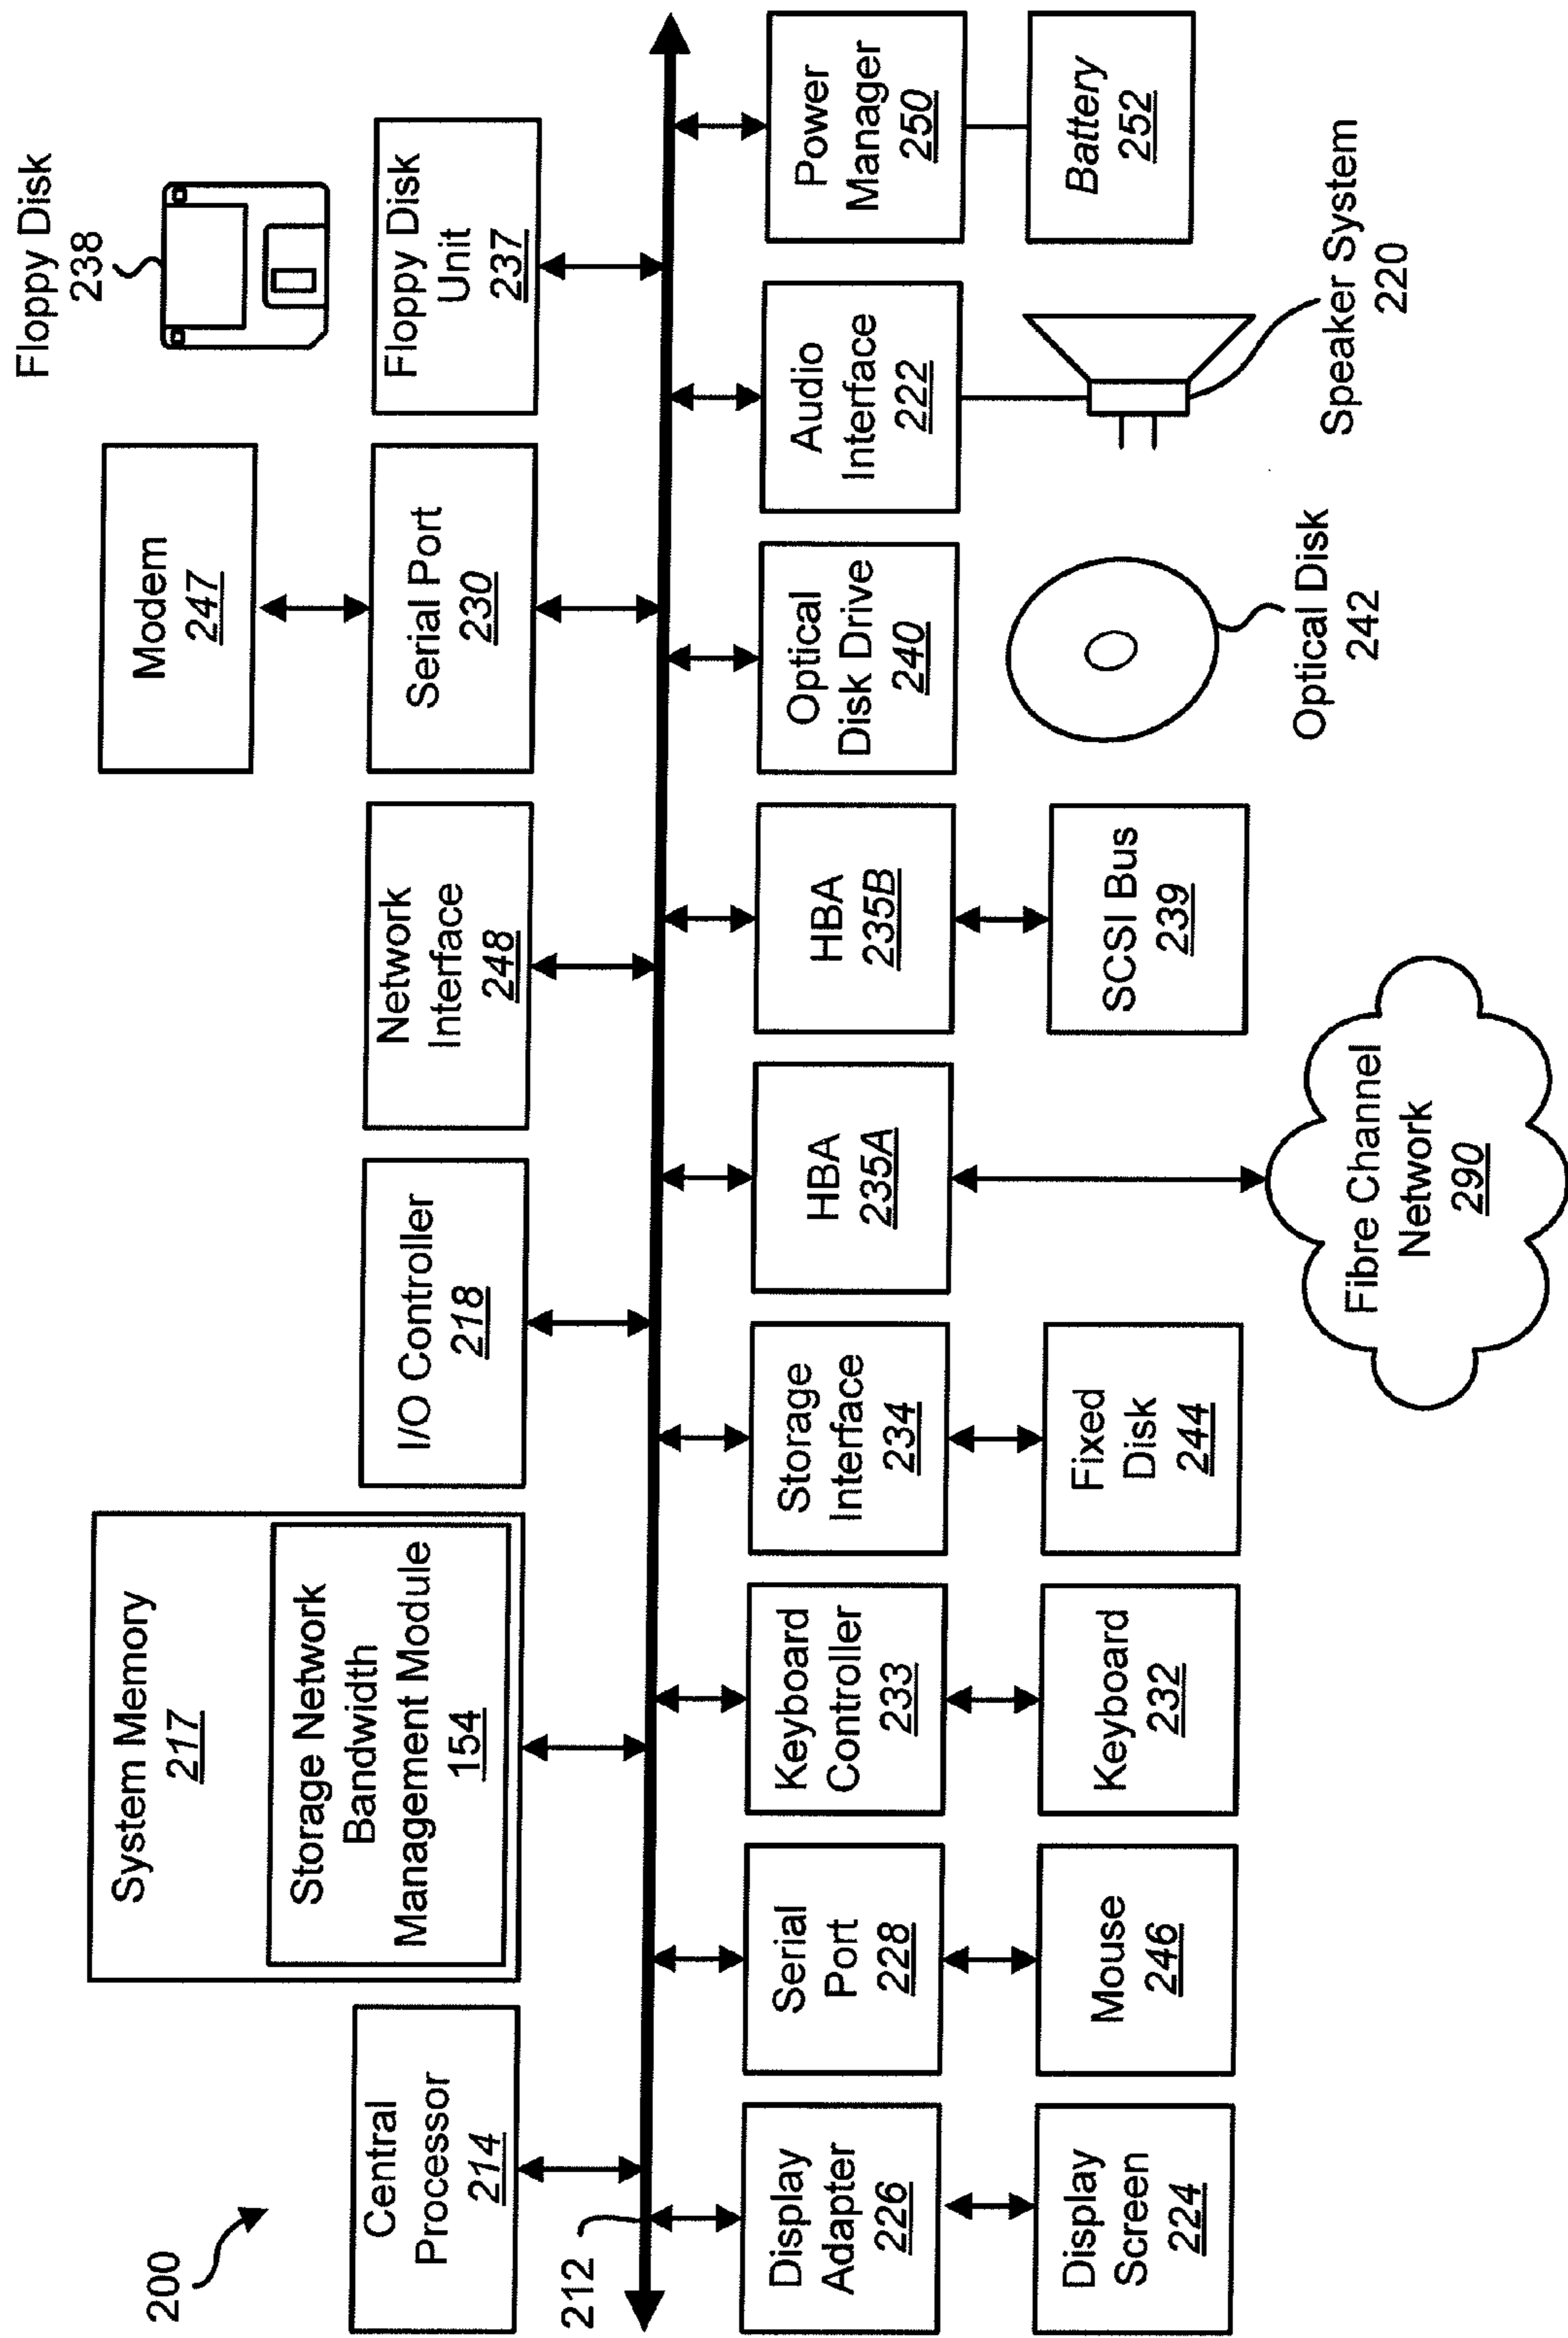 200
Central
Processor
214
System Memory
217
Storage Network
Bandwidth
Management Module
154
I/O Controller
218
Network
Interface
248
Modem
247
Serial Port
230
Floppy Disk
238
Floppy Disk
Unit
237
212
Display
Adapter
226
Serial
Port
228
Keyboard
Controller
233
Storage
Interface
234
HBA
235A
HBA
235B
Optical
Disk Drive
240
Audio
Interface
222
Power
Manager
250
Display
Screen
224
Mouse
246
Keyboard
232
Fixed
Disk
244
Fibre Channel
Network
290
SCSI Bus
239
Optical Disk
242
Speaker System
220
Battery
252